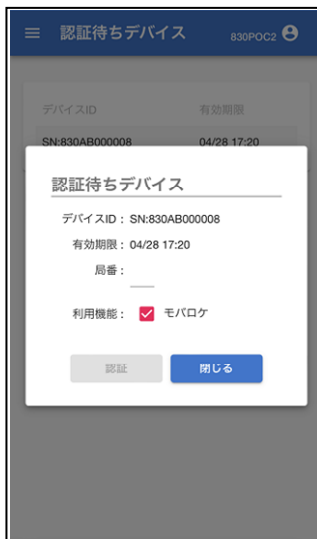 認証待ちデバイス 830POC2
デバイスID 有効期限
SN:830AB000008 04/28 17:20
認証待ちデバイス
デバイスID : SN:830AB000008
有効期限 : 04/28 17:20
局番 :
利用機能 : モバロケ
認証 閉じる